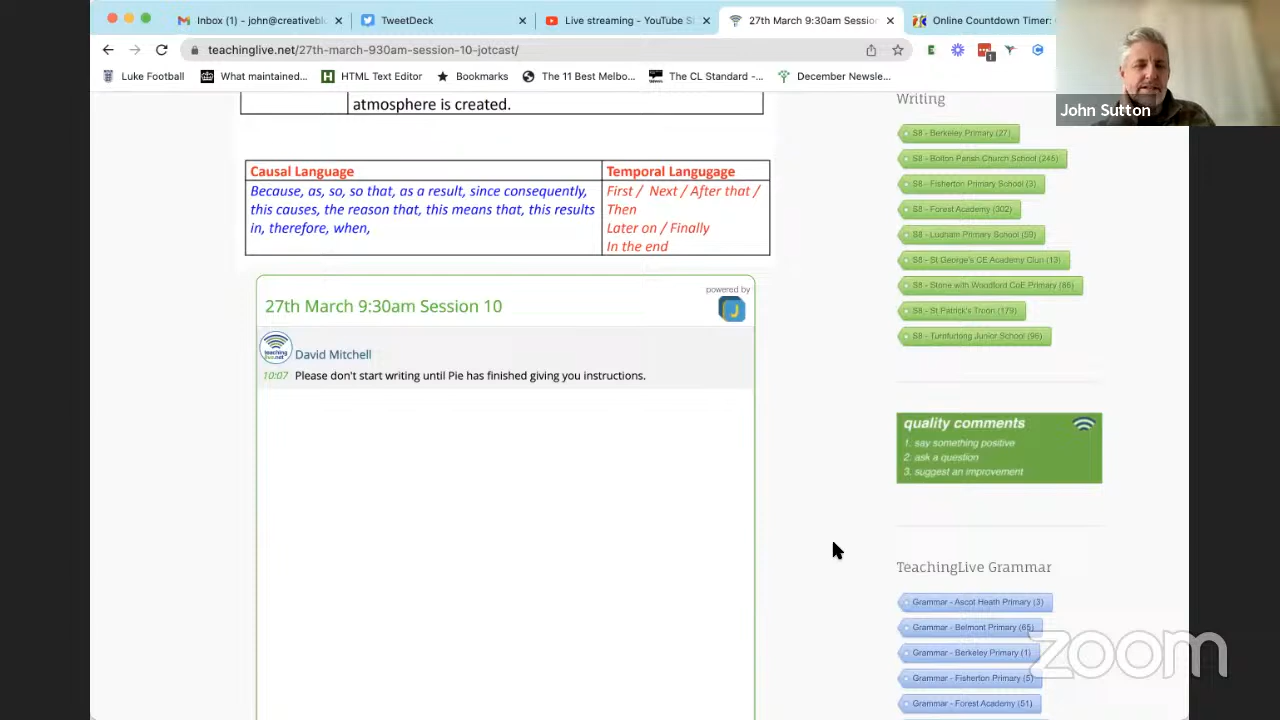 Inbox (1) – john@creativebl
TweetDeck
Live streaming - YouTube S
27th March 9:30am Sessio
Online Countdown Timer:
teachinglive.net/27th-march-930am-session-10-jotcast/
Luke Football
What maintained...
HTML Text Editor
Bookmarks
The 11 Best Melbo...
The CL Standard -...
December Newsle...
John Sutton
atmosphere is created.
Writing
S8 - Berkeley Primary (27)
S8 - Bolton Parish Church School (245)
S8 - Fisherton Primary School (3)
S8 - Forest Academy (302)
S8 - Ludham Primary School (59)
S8 - St George's CE Academy Clun (13)
S8 - Stone with Woodford CoE Primary (86)
S8 - St Patrick's Troon (179)
S8 - Turnfurlong Junior School (96)
Causal Language
Temporal Langugage
Because, as, so, so that, as a result, since consequently,
this causes, the reason that, this means that, this results
in, therefore, when,
First / Next / After that /
Then
Later on / Finally
In the end
27th March 9:30am Session 10
powered by
J
teaching
live.net
David Mitchell
10:07 Please don't start writing until Pie has finished giving you instructions.
quality comments
1. say something positive
2. ask a question
3. suggest an improvement
TeachingLive Grammar
Grammar - Ascot Heath Primary (3)
Grammar - Belmont Primary (65)
Grammar - Berkeley Primary (1)
Grammar - Fisherton Primary (5)
Grammar - Forest Academy (51)
zoom